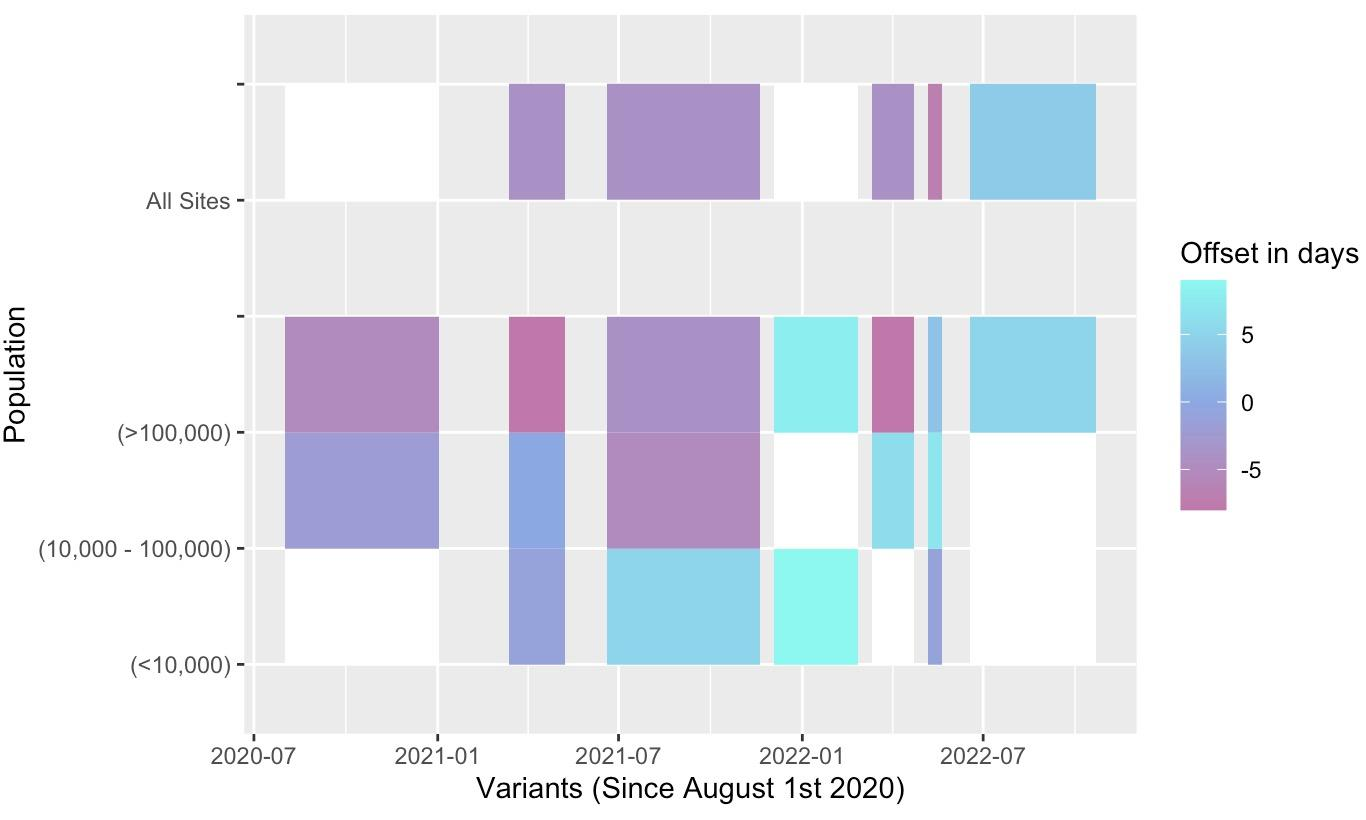 All Sites
(>100,000)
(10,000 - 100,000)
(<10,000)
Population
2020-07 2021-01 2021-07 2022-01 2022-07
Variants (Since August 1st 2020)
Offset in days
5
0
-5